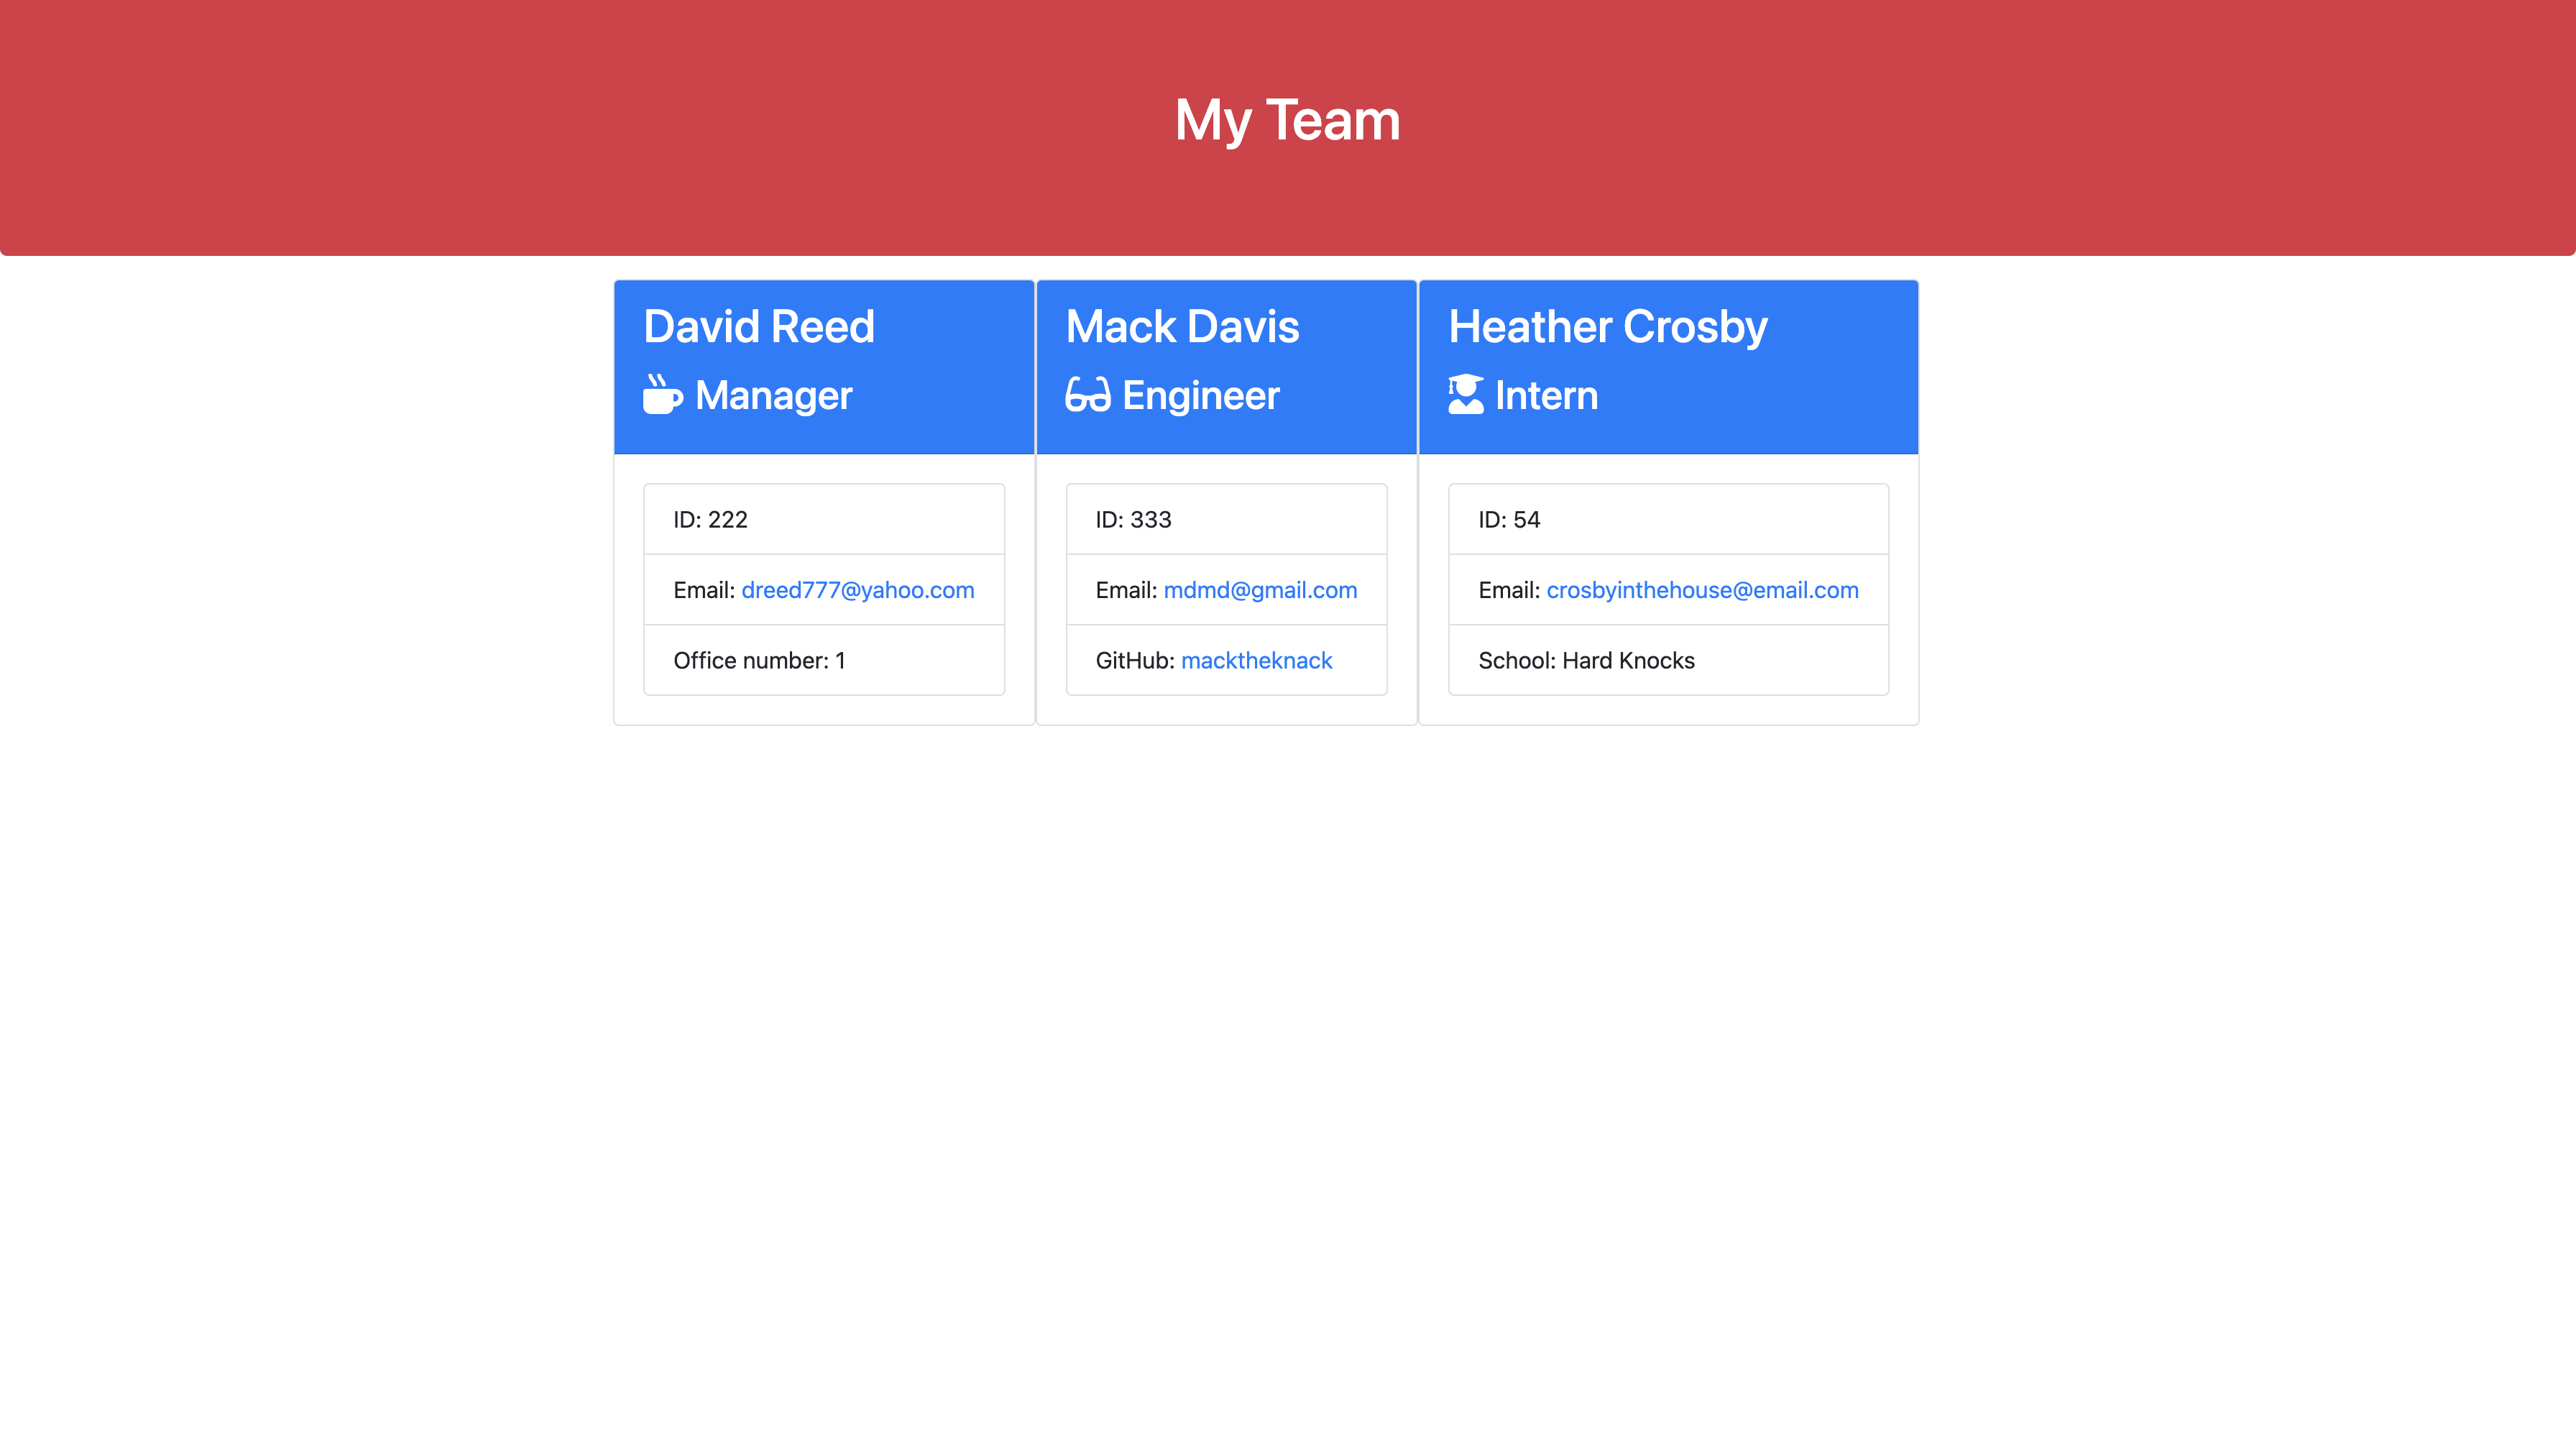 My Team
David Reed
Manager
ID: 222
Email: dreed777@yahoo.com
Office number: 1
Mack Davis
Engineer
ID: 333
Email: mdmd@gmail.com
GitHub: macktheknack
Heather Crosby
Intern
ID: 54
Email: crosbyinthehouse@email.com
School: Hard Knocks